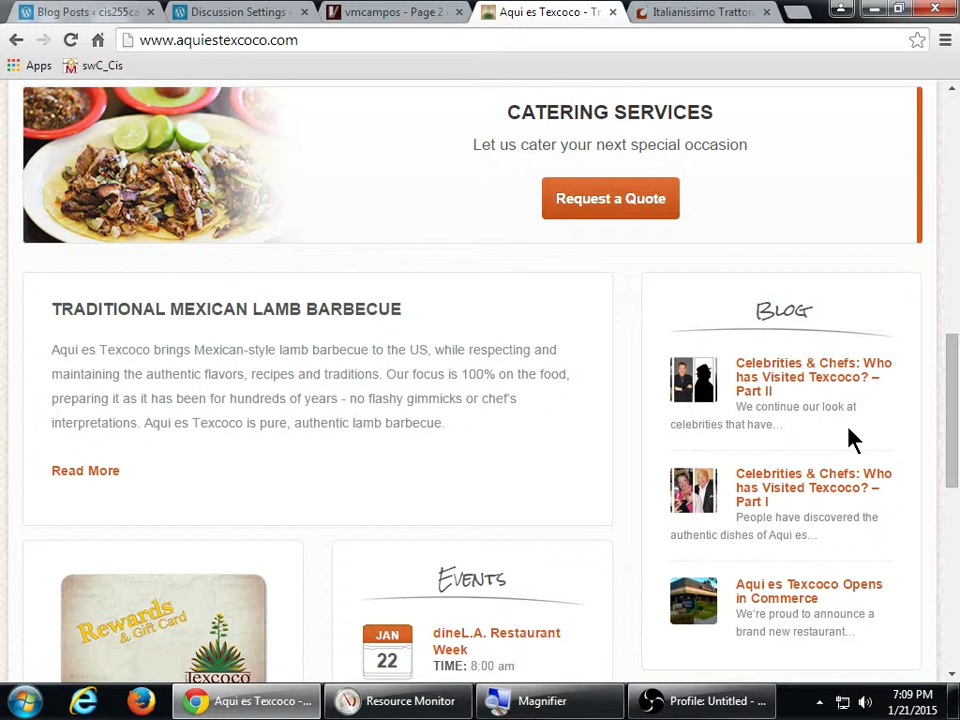 Blog Posts ‹ cis255ca
Discussion Settings ‹
vmcampos - Page 2
Aqui es Texcoco - Tr
Italianissimo Trattori
www.aquiestexcoco.com
Apps
swC_Cis
CATERING SERVICES
Let us cater your next special occasion
Request a Quote
TRADITIONAL MEXICAN LAMB BARBECUE
Aqui es Texcoco brings Mexican-style lamb barbecue to the US, while respecting and
maintaining the authentic flavors, recipes and traditions. Our focus is 100% on the food,
preparing it as it has been for hundreds of years - no flashy gimmicks or chef's
interpretations. Aqui es Texcoco is pure, authentic lamb barbecue.
Read More
Blog
Celebrities & Chefs: Who
has Visited Texcoco? –
Part II
We continue our look at
celebrities that have...
Celebrities & Chefs: Who
has Visited Texcoco? –
Part I
People have discovered the
authentic dishes of Aqui es...
Aqui es Texcoco Opens
in Commerce
We're proud to announce a
brand new restaurant...
Rewards
& Gift Card
Texcoco
Events
JAN
22
dineL.A. Restaurant
Week
TIME: 8:00 am
Aqui es Texcoco -...
Resource Monitor
Magnifier
Profile: Untitled - ...
7:09 PM
1/21/2015